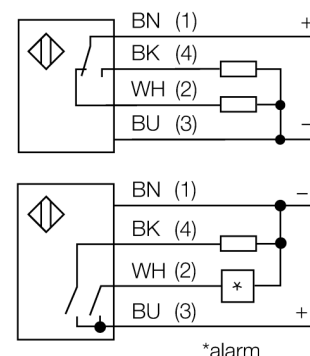 BN (1) +
BK (4)
WH (2)
BU (3) −
BN (1) −
BK (4)
WH (2)
*
BU (3) +
*alarm